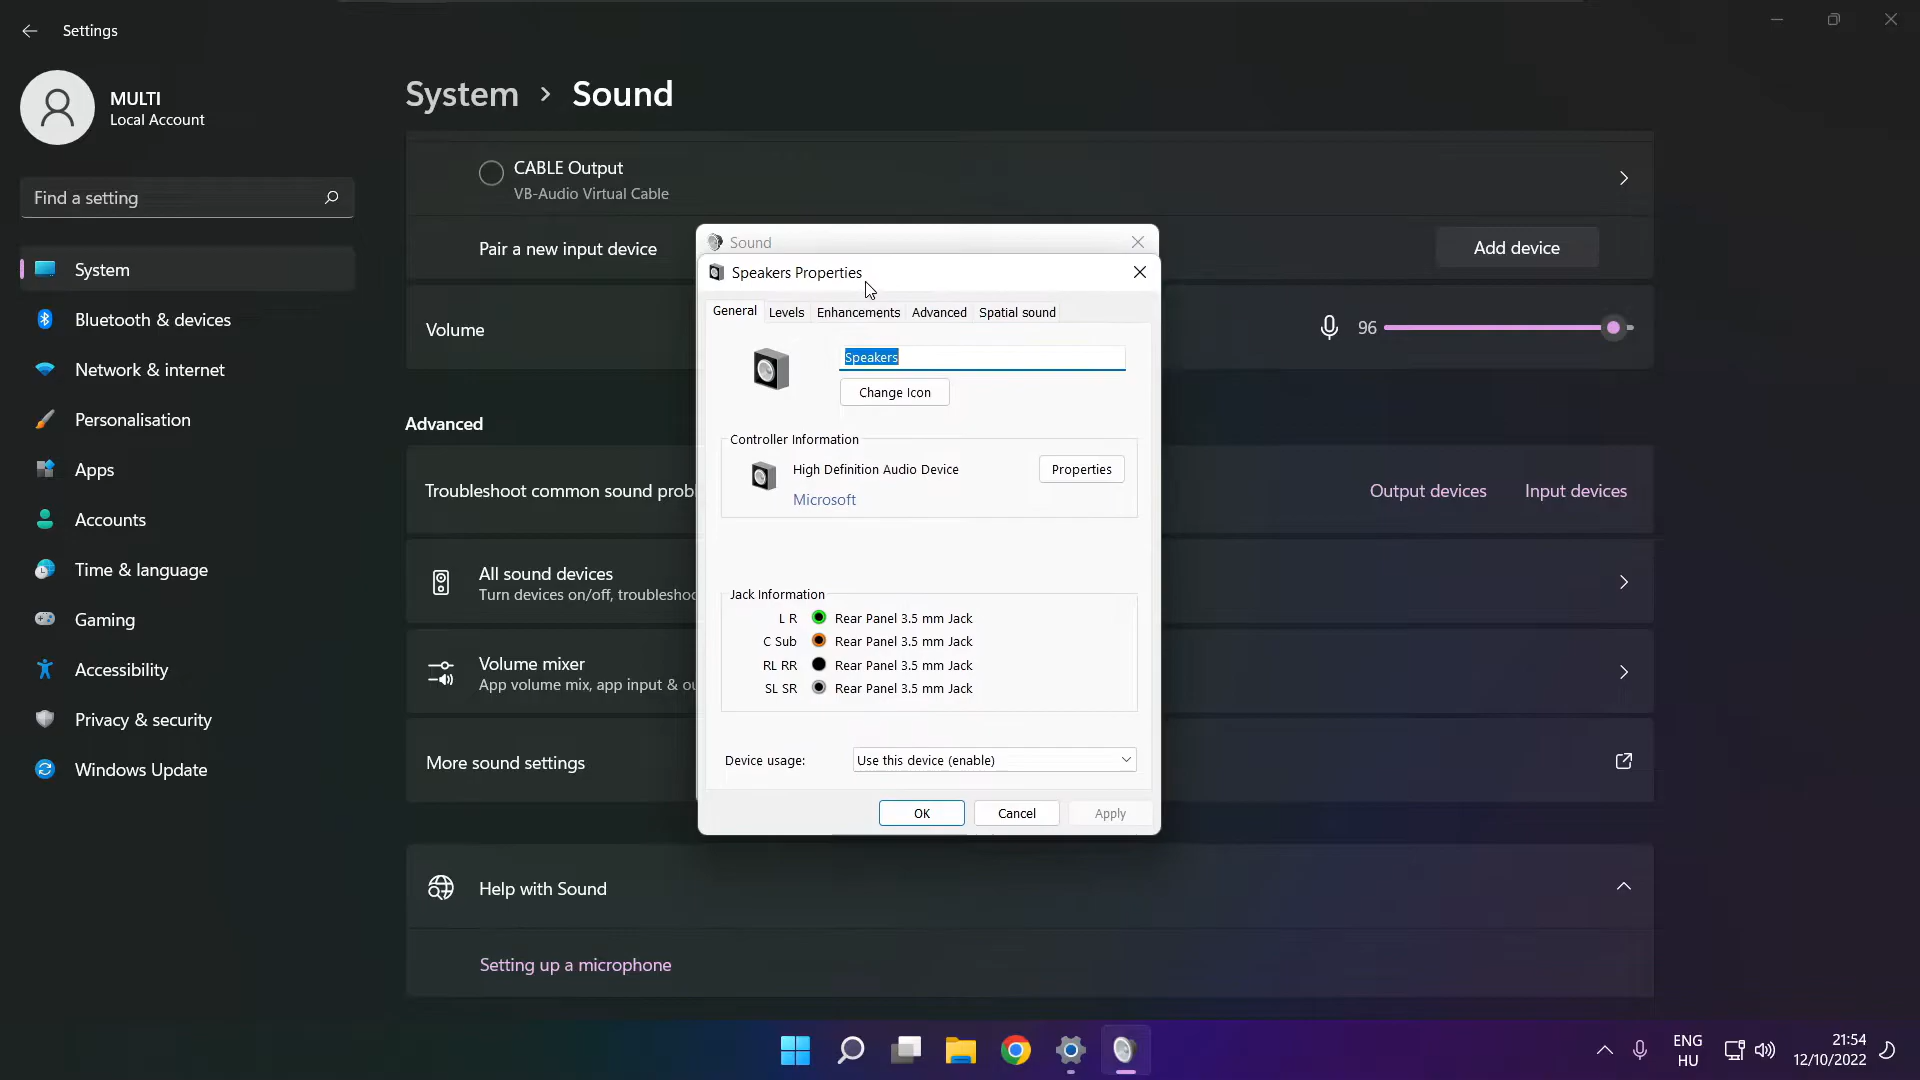 Settings
MULTI
Local Account
Find a setting
System
Bluetooth & devices
Network & internet
Personalisation
Apps
Accounts
Time & language
Gaming
Accessibility
Privacy & security
Windows Update
System > Sound
CABLE Output
VB-Audio Virtual Cable
Pair a new input device
Add device
Volume
96
Advanced
Troubleshoot common sound prob
Output devices
Input devices
All sound devices
Turn devices on/off, troubleshoo
Volume mixer
App volume mix, app input & ou
More sound settings
Help with Sound
Setting up a microphone
Sound
Speakers Properties
General
Levels
Enhancements
Advanced
Spatial sound
Speakers
Change Icon
Controller Information
High Definition Audio Device
Properties
Microsoft
Jack Information
L R Rear Panel 3.5 mm Jack
C Sub Rear Panel 3.5 mm Jack
RL RR Rear Panel 3.5 mm Jack
SL SR Rear Panel 3.5 mm Jack
Device usage:
Use this device (enable)
OK
Cancel
Apply
ENG
HU
21:54
12/10/2022